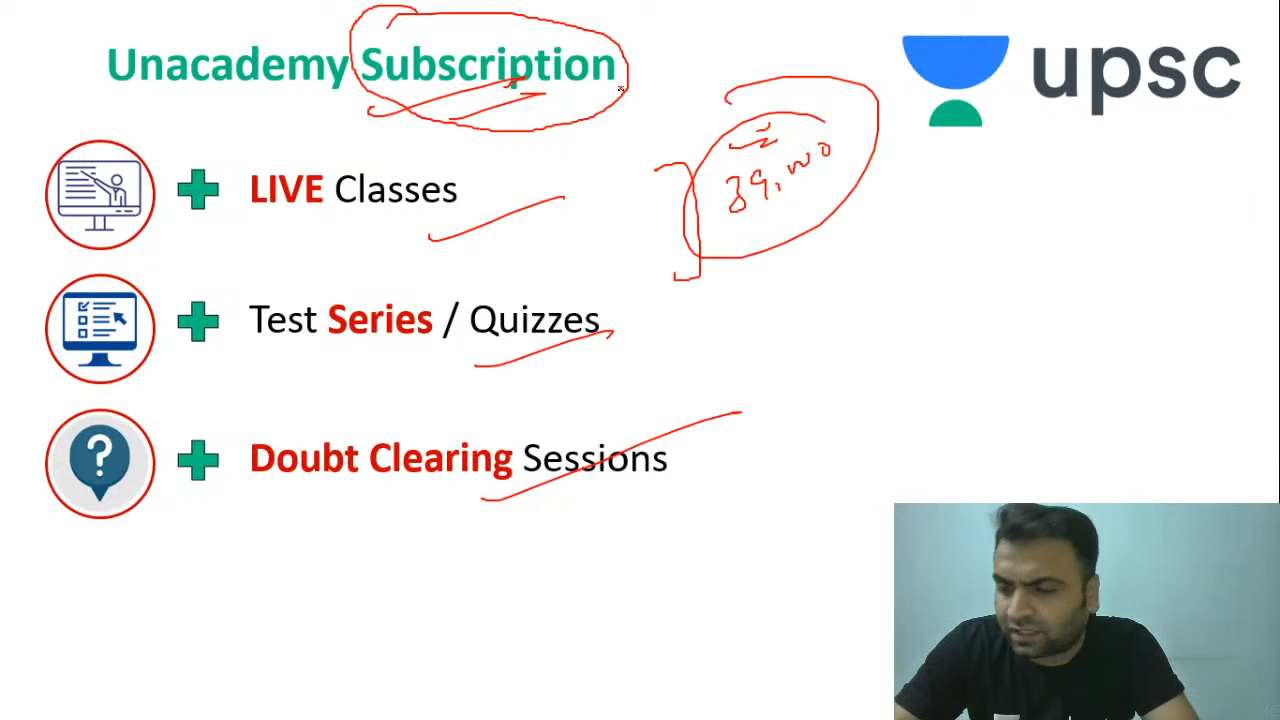 Unacademy Subscription
upsc
LIVE Classes
39,000
Test Series / Quizzes
Doubt Clearing Sessions